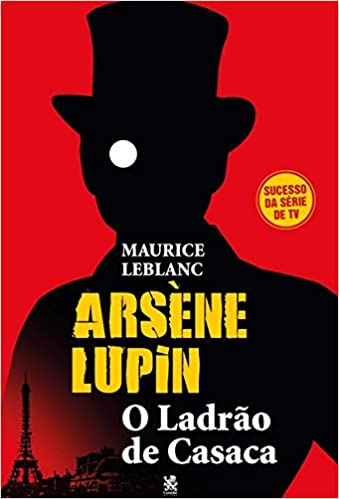 SUCESSO
DA SÉRIE
DE TV
MAURICE
LEBLANC
ARSÈNE
LUPiN
O Ladrão
de Casaca